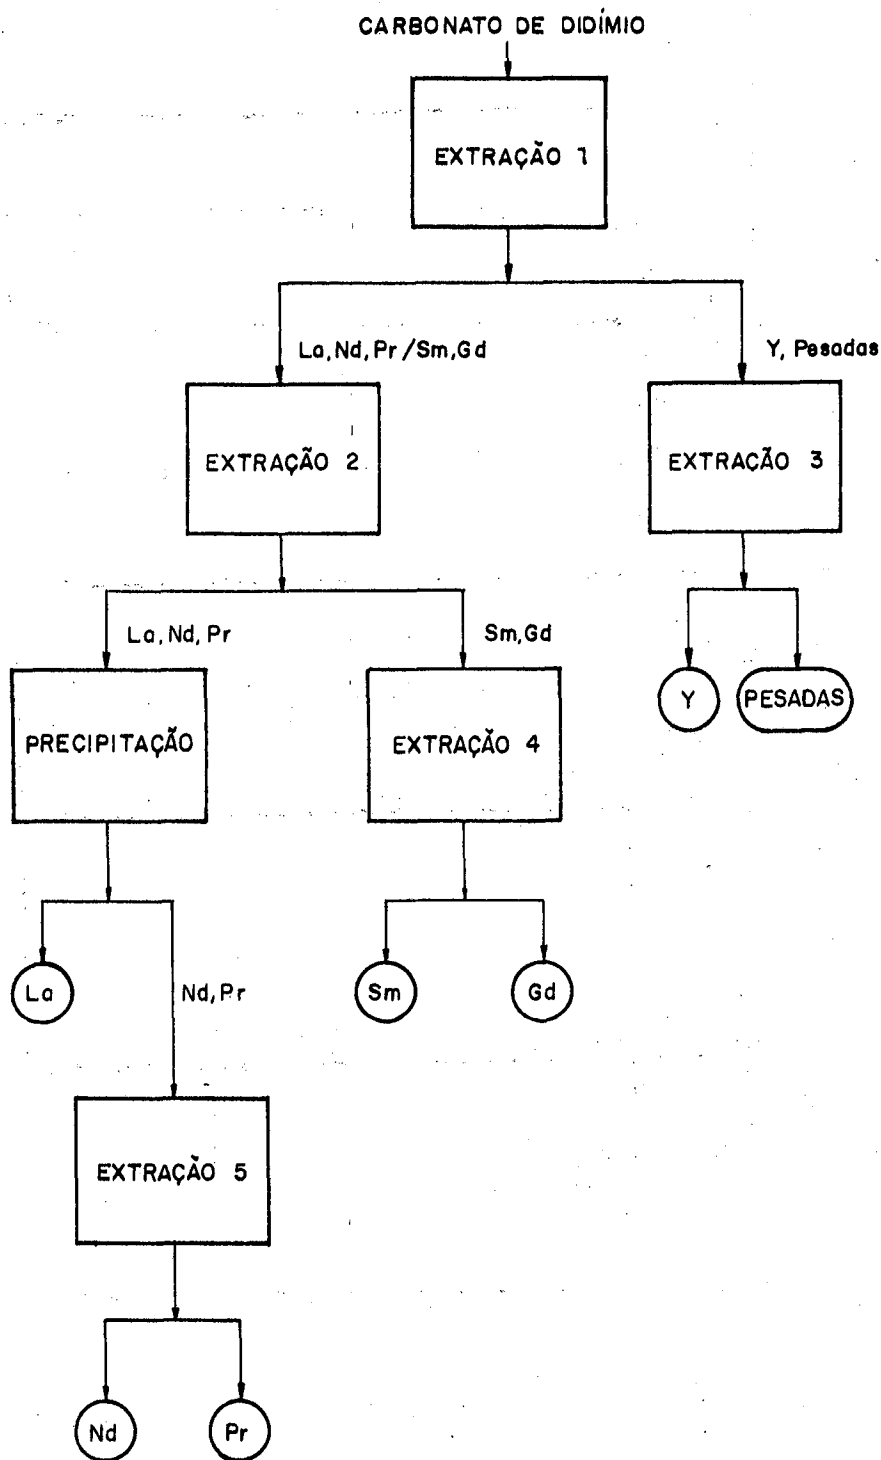 CARBONATO DE DIDÍMIO
EXTRAÇÃO 1
La,Nd,Pr/Sm,Gd
Y, Pesadas
EXTRAÇÃO 2
EXTRAÇÃO 3
La,Nd,Pr
Sm,Gd
Y
PESADAS
PRECIPITAÇÃO
EXTRAÇÃO 4
La
Nd,Pr
Sm
Gd
EXTRAÇÃO 5
Nd
Pr